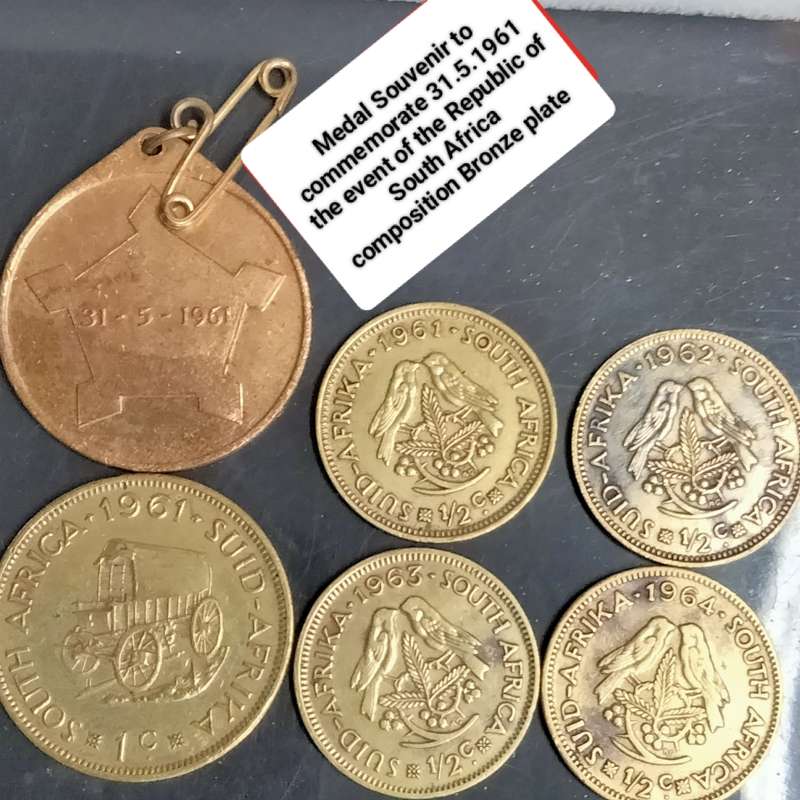 Medal Souvenir to
commemorate 31.5.1961
the event of the Republic of
South Africa
composition Bronze plate
31 - 5 - 1961
SUID-AFRIKA · 1961 · SOUTH AFRICA
1/2 C
SUID-AFRIKA · 1962 · SOUTH AFRICA
1/2 C
SOUTH AFRICA · 1961 · SUID-AFRIKA
1 C
SUID-AFRIKA · 1963 · SOUTH AFRICA
1/2 C
SUID-AFRIKA · 1964 · SOUTH AFRICA
1/2 C